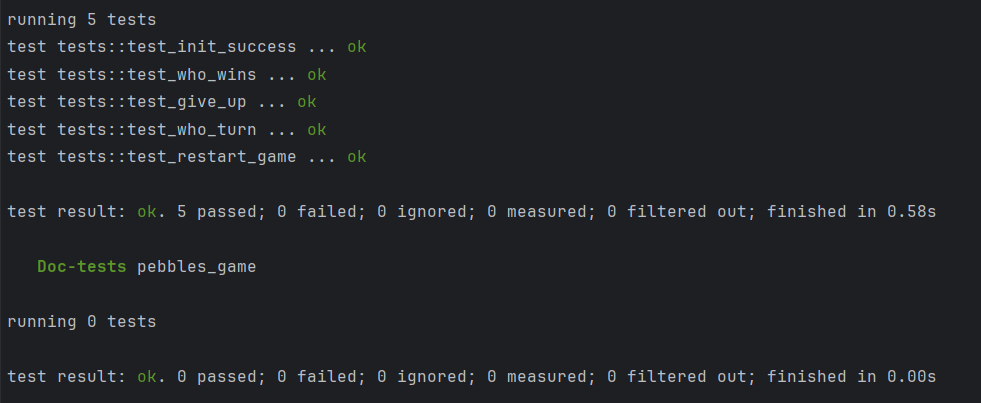 running 5 tests
test tests::test_init_success ... ok
test tests::test_who_wins ... ok
test tests::test_give_up ... ok
test tests::test_who_turn ... ok
test tests::test_restart_game ... ok
test result: ok. 5 passed; 0 failed; 0 ignored; 0 measured; 0 filtered out; finished in 0.58s
Doc-tests pebbles_game
running 0 tests
test result: ok. 0 passed; 0 failed; 0 ignored; 0 measured; 0 filtered out; finished in 0.00s